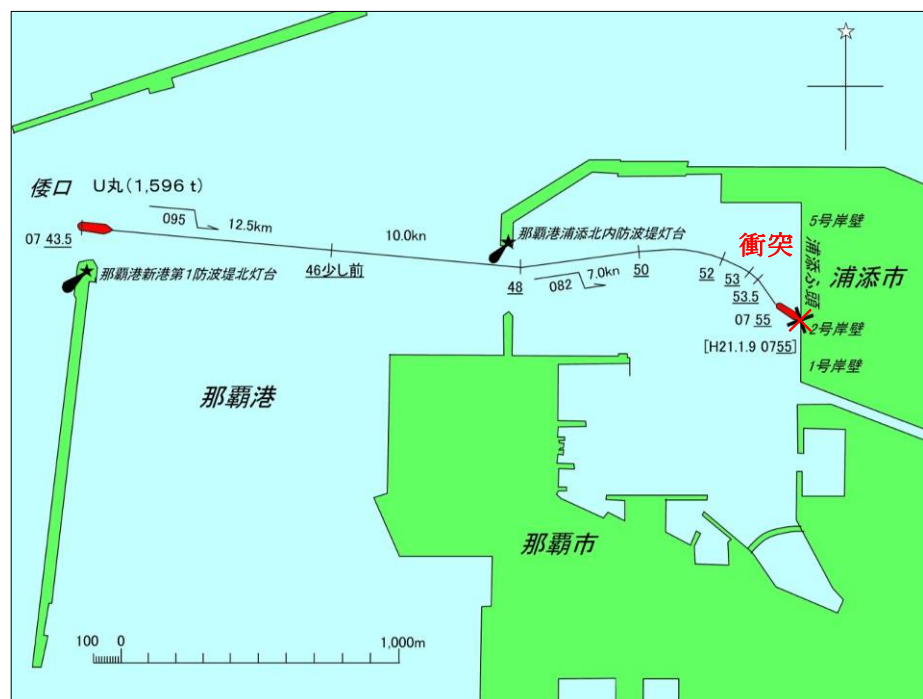 倭口
U丸(1,596 t)
095
12.5km
10.0kn
07 43.5
那覇港新港第1防波堤北灯台
46少し前
那覇港浦添北内防波堤灯台
48
082
7.0kn
50
52
53
53.5
07 55
[H21.1.9 0755]
衝突
浦添ふ頭
5号岸壁
浦添市
2号岸壁
1号岸壁
那覇港
那覇市
100 0 1,000m